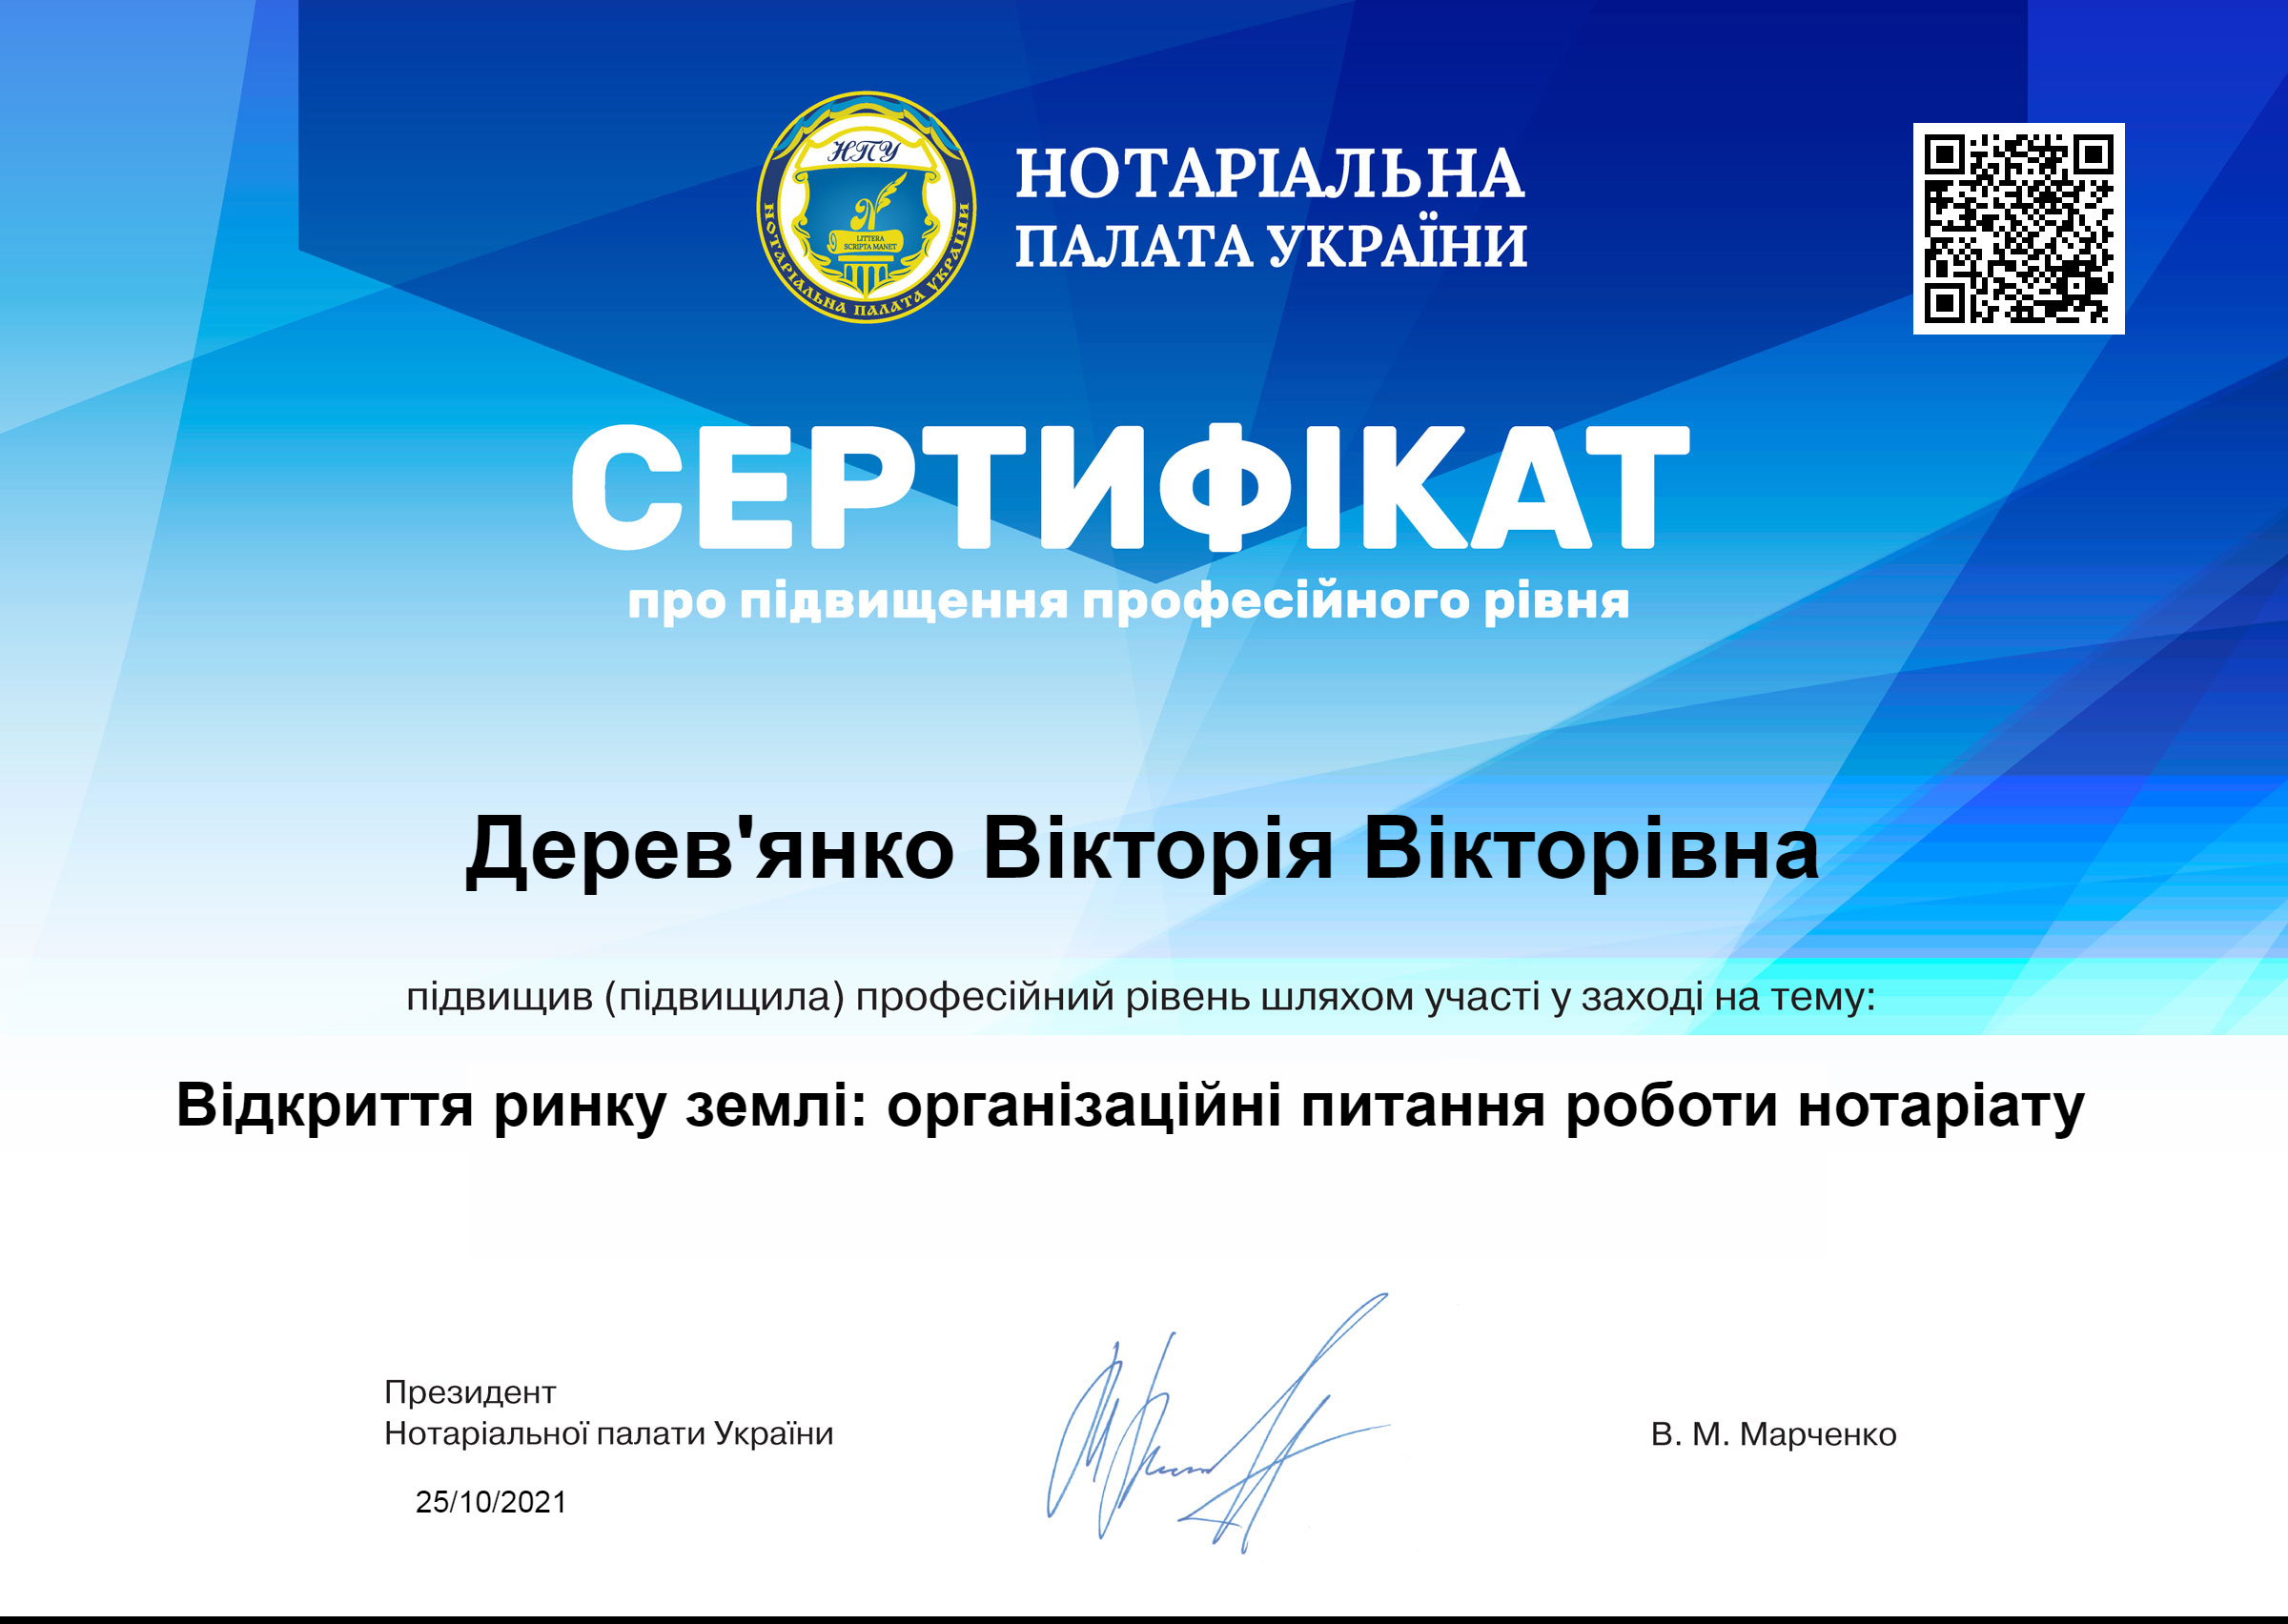 НПУ
LITTERA
SCRIPTA MANET
НОТАРІАЛЬНА ПАЛАТА УКРАЇНИ
НОТАРІАЛЬНА
ПАЛАТА УКРАЇНИ
СЕРТИФІКАТ
про підвищення професійного рівня
Дерев'янко Вікторія Вікторівна
підвищив (підвищила) професійний рівень шляхом участі у заході на тему:
Відкриття ринку землі: організаційні питання роботи нотаріату
Президент
Нотаріальної палати України
В. М. Марченко
25/10/2021